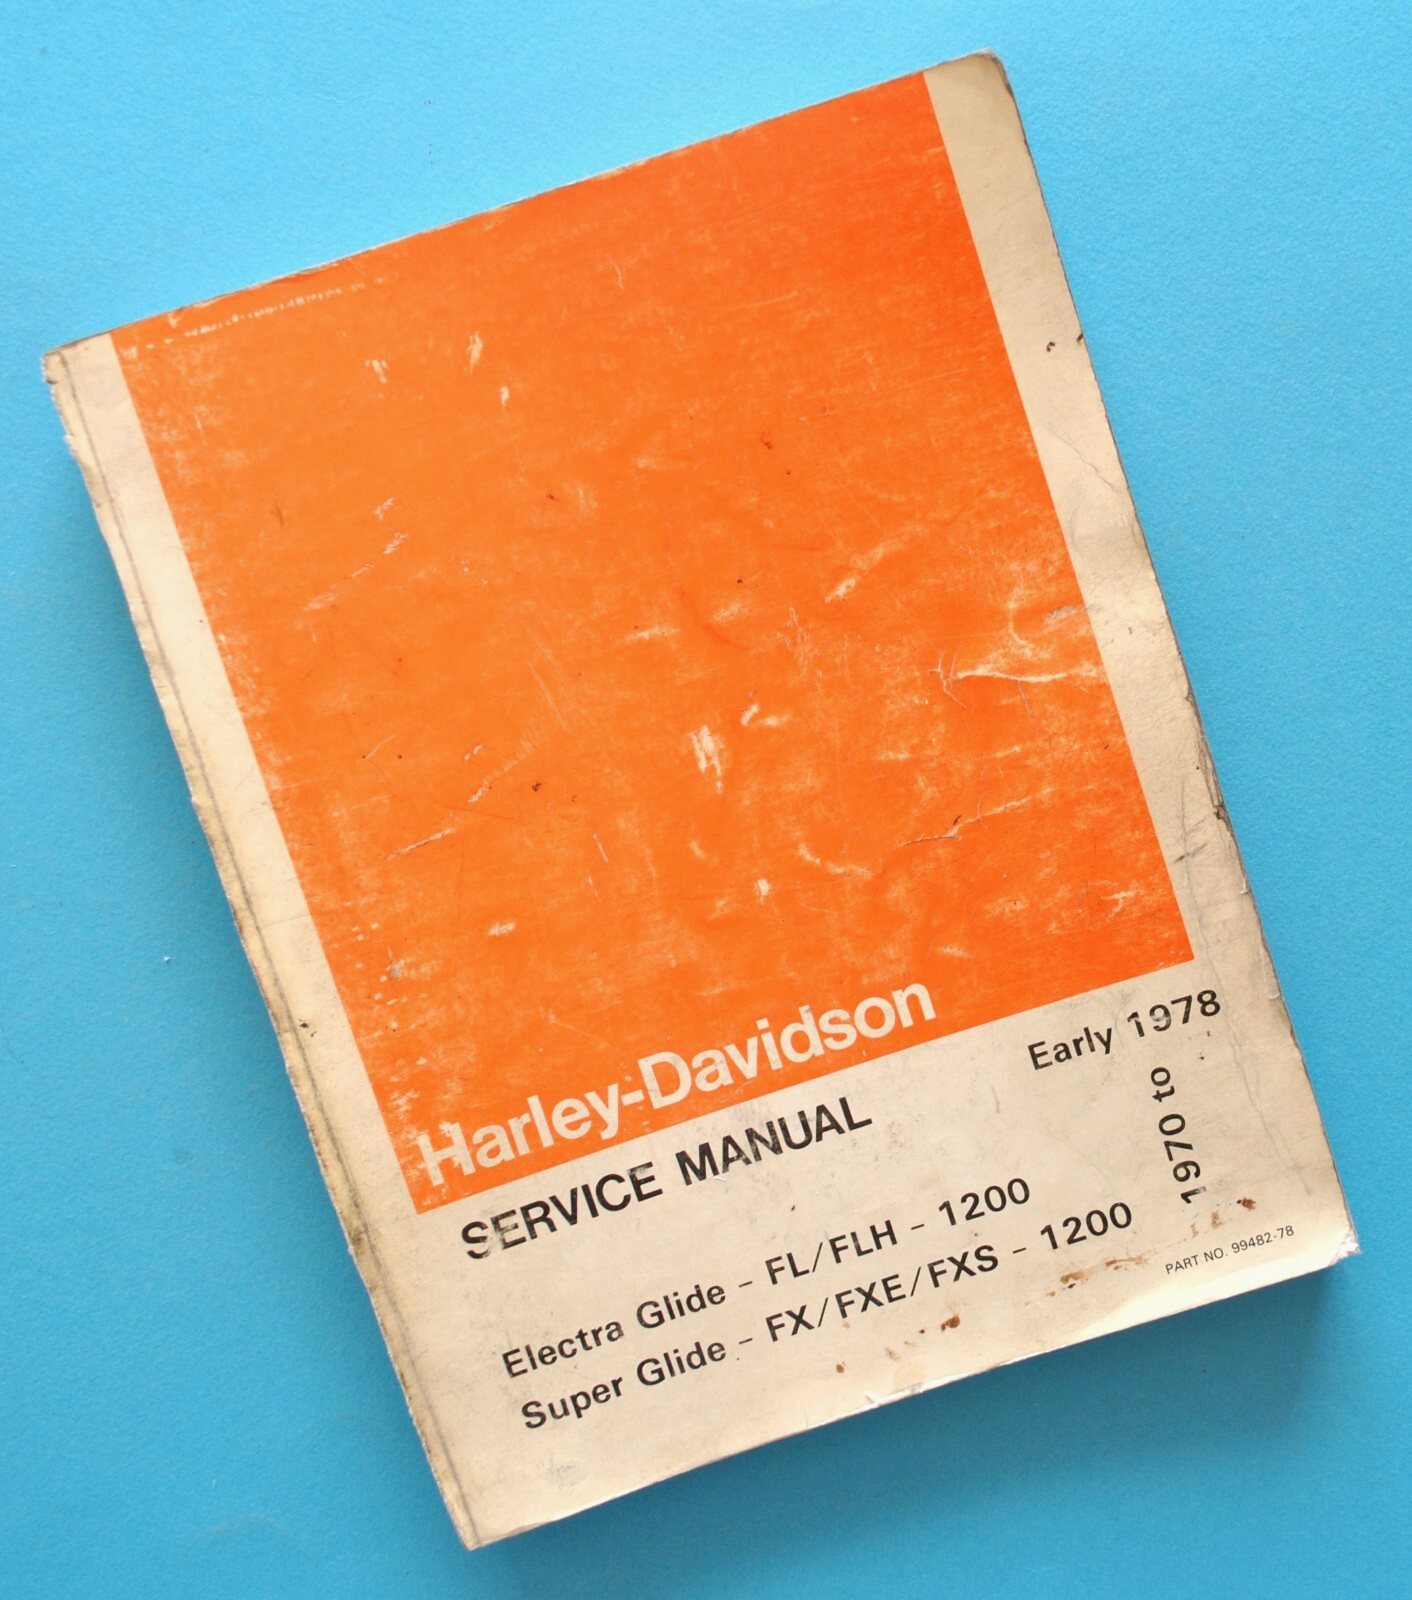 Harley-Davidson
SERVICE MANUAL
Early 1978
1970 to
Electra Glide - FL/FLH - 1200
Super Glide - FX/FXE/FXS - 1200
PART NO. 99482-78